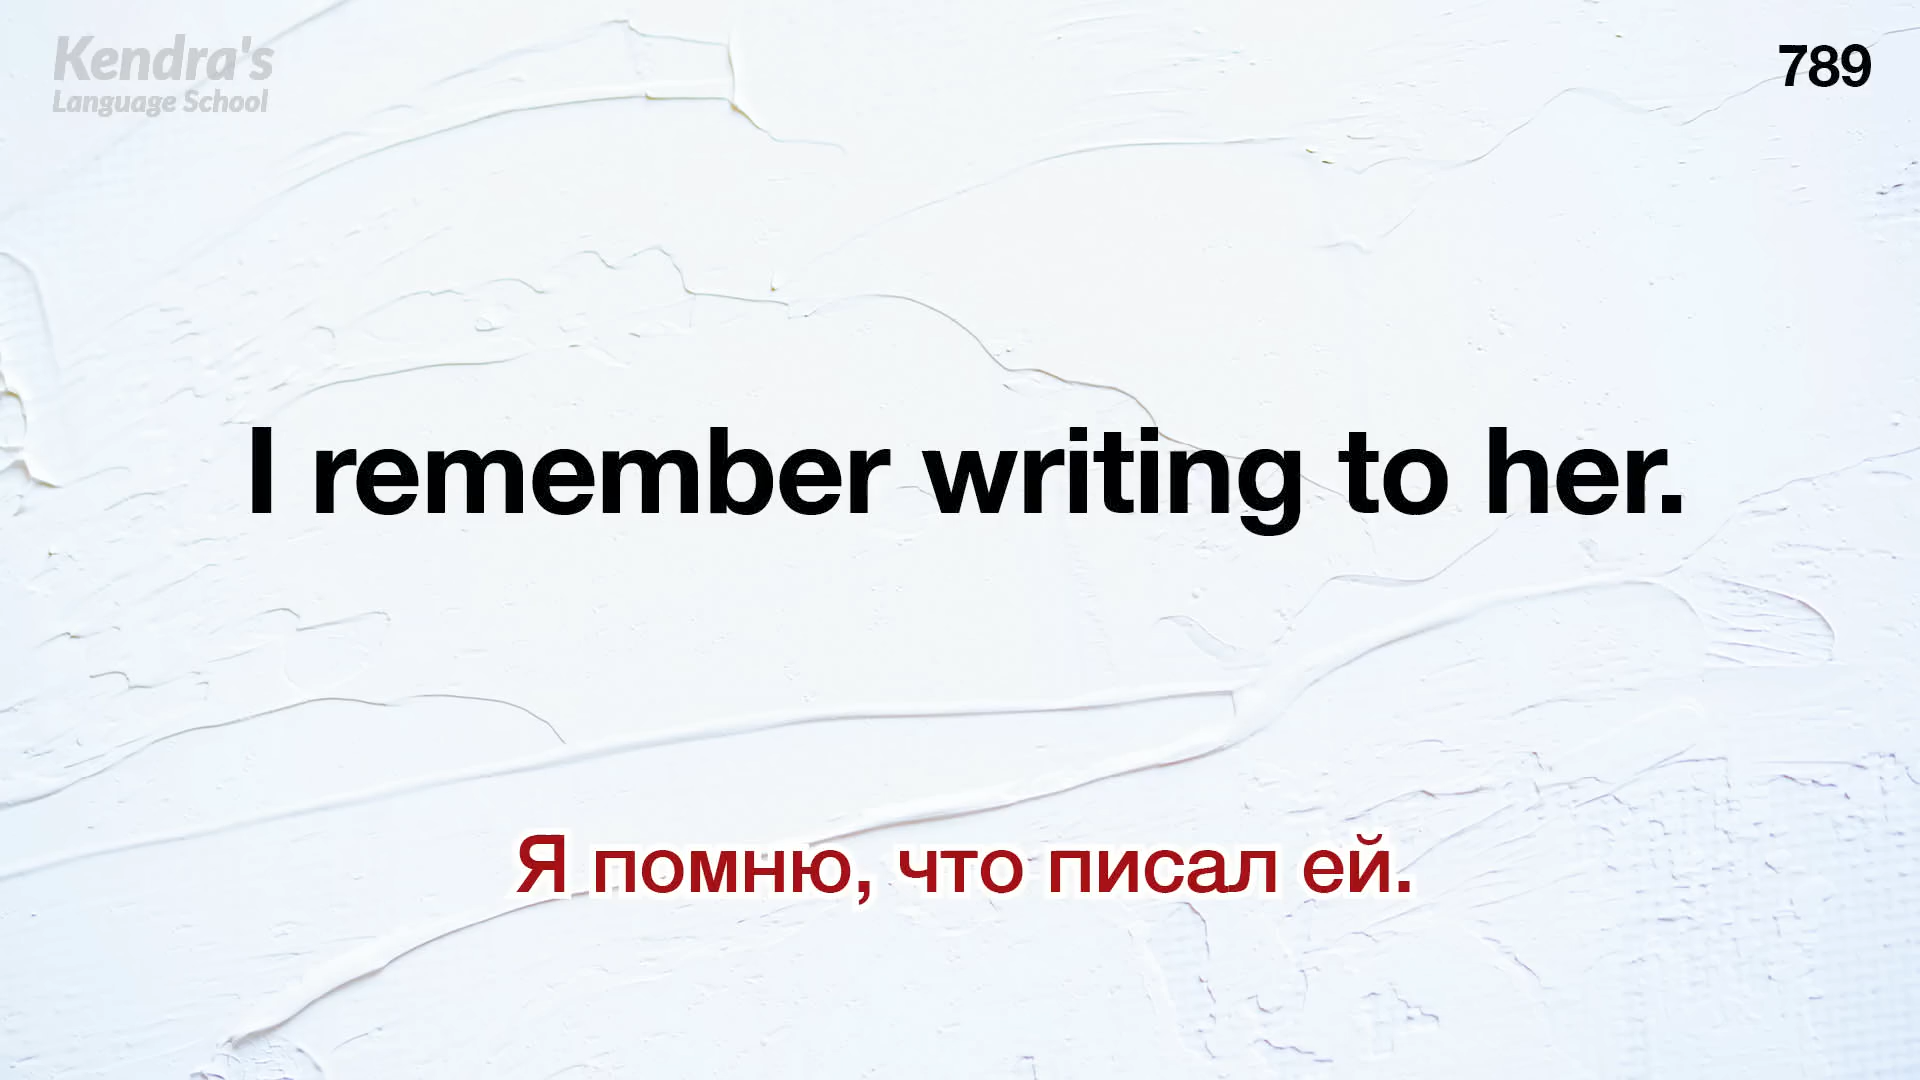 Kendra's
Language School
789
I remember writing to her.
Я помню, что писал ей.